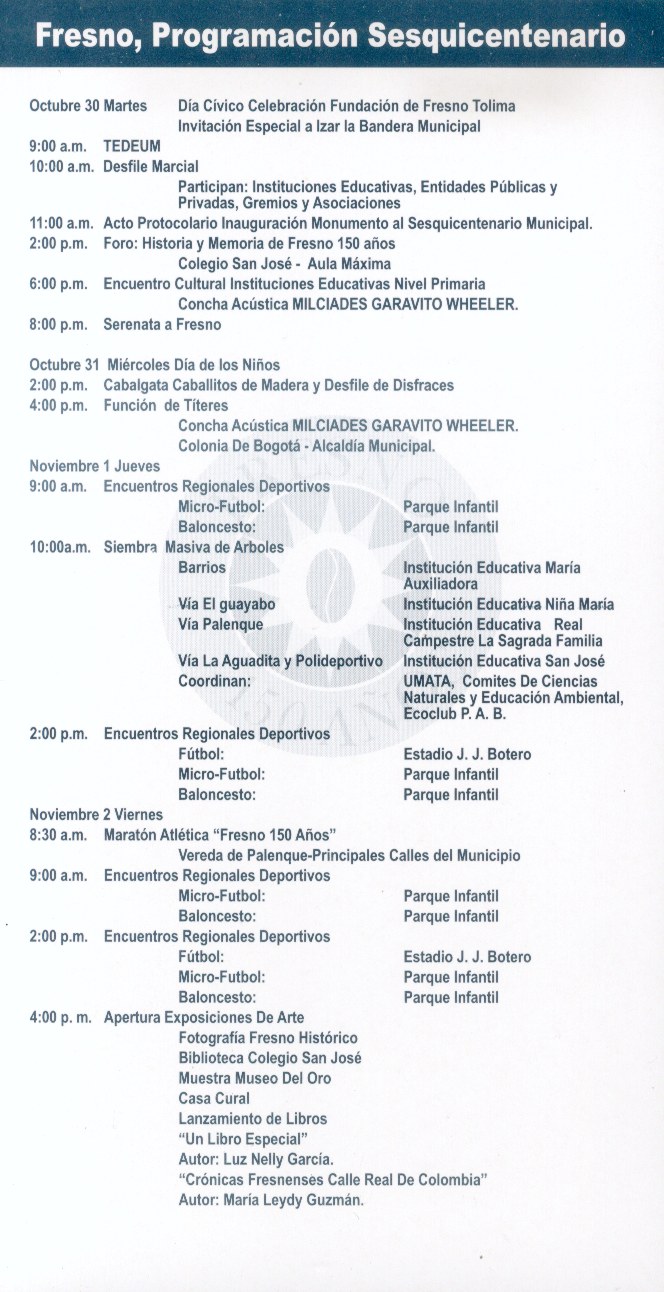 Fresno, Programación Sesquicentenario
Octubre 30 Martes Día Cívico Celebración Fundación de Fresno Tolima
Invitación Especial a Izar la Bandera Municipal
9:00 a.m. TEDEUM
10:00 a.m. Desfile Marcial
Participan: Instituciones Educativas, Entidades Públicas y
Privadas, Gremios y Asociaciones
11:00 a.m. Acto Protocolario Inauguración Monumento al Sesquicentenario Municipal.
2:00 p.m. Foro: Historia y Memoria de Fresno 150 años
Colegio San José - Aula Máxima
6:00 p.m. Encuentro Cultural Instituciones Educativas Nivel Primaria
Concha Acústica MILCIADES GARAVITO WHEELER.
8:00 p.m. Serenata a Fresno
Octubre 31 Miércoles Día de los Niños
2:00 p.m. Cabalgata Caballitos de Madera y Desfile de Disfraces
4:00 p.m. Función de Títeres
Concha Acústica MILCIADES GARAVITO WHEELER.
Colonia De Bogotá - Alcaldía Municipal.
Noviembre 1 Jueves
9:00 a.m. Encuentros Regionales Deportivos
Micro-Futbol: Parque Infantil
Baloncesto: Parque Infantil
10:00a.m. Siembra Masiva de Arboles
Barrios Institución Educativa María
Auxiliadora
Vía El guayabo Institución Educativa Niña María
Vía Palenque Institución Educativa Real
Campestre La Sagrada Familia
Vía La Aguadita y Polideportivo Institución Educativa San José
Coordinan: UMATA, Comites De Ciencias
Naturales y Educación Ambiental,
Ecoclub P. A. B.
2:00 p.m. Encuentros Regionales Deportivos
Fútbol: Estadio J. J. Botero
Micro-Futbol: Parque Infantil
Baloncesto: Parque Infantil
Noviembre 2 Viernes
8:30 a.m. Maratón Atlética “Fresno 150 Años”
Vereda de Palenque-Principales Calles del Municipio
9:00 a.m. Encuentros Regionales Deportivos
Micro-Futbol: Parque Infantil
Baloncesto: Parque Infantil
2:00 p.m. Encuentros Regionales Deportivos
Fútbol: Estadio J. J. Botero
Micro-Futbol: Parque Infantil
Baloncesto: Parque Infantil
4:00 p. m. Apertura Exposiciones De Arte
Fotografía Fresno Histórico
Biblioteca Colegio San José
Muestra Museo Del Oro
Casa Cural
Lanzamiento de Libros
“Un Libro Especial”
Autor: Luz Nelly García.
“Crónicas Fresnenses Calle Real De Colombia”
Autor: María Leydy Guzmán.